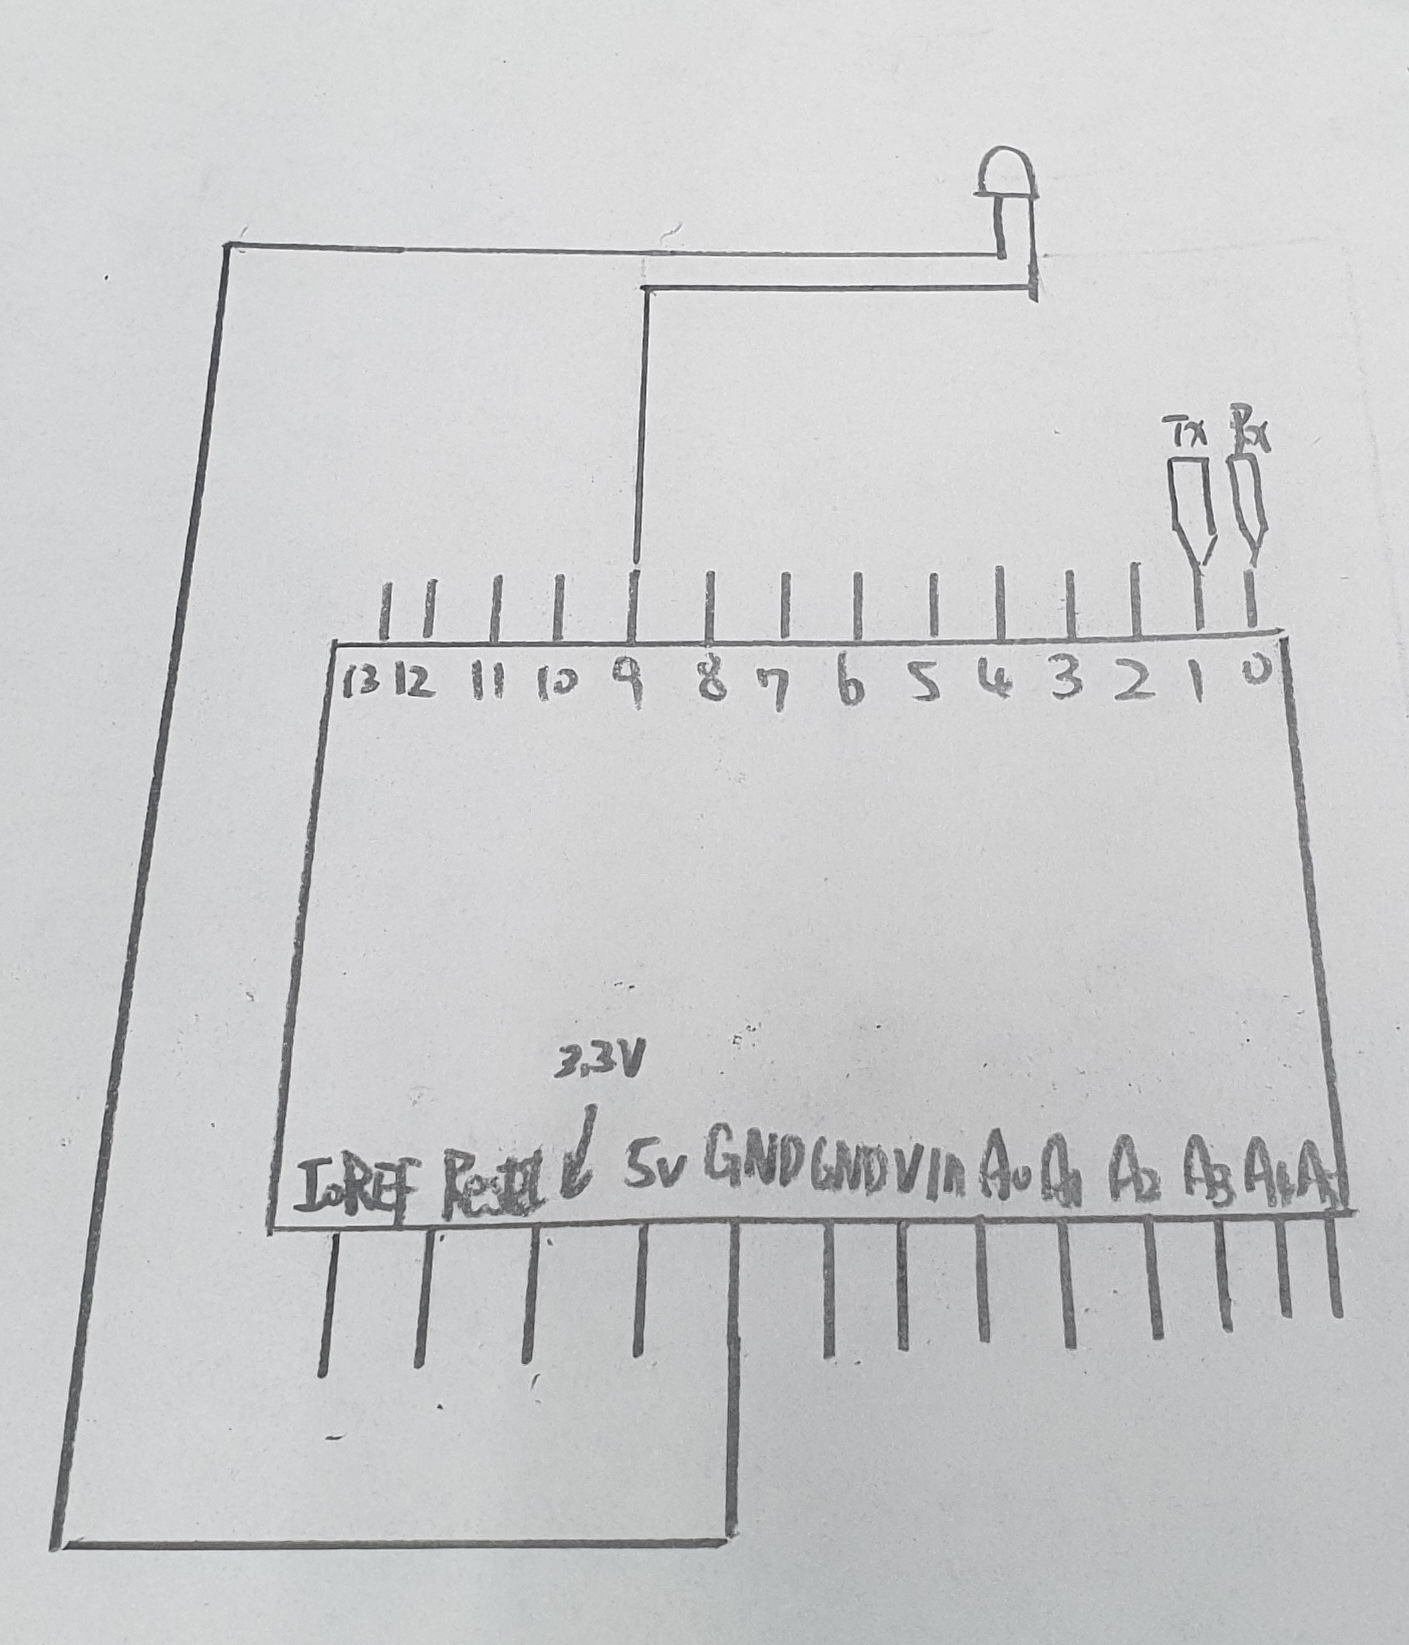 Tx Rx
13 12 11 10 9 8 7 6 5 4 3 2 1 0
3.3V
IoREF Reset 5v GND GND VIn A0 A1 A2 A3 A4 A5